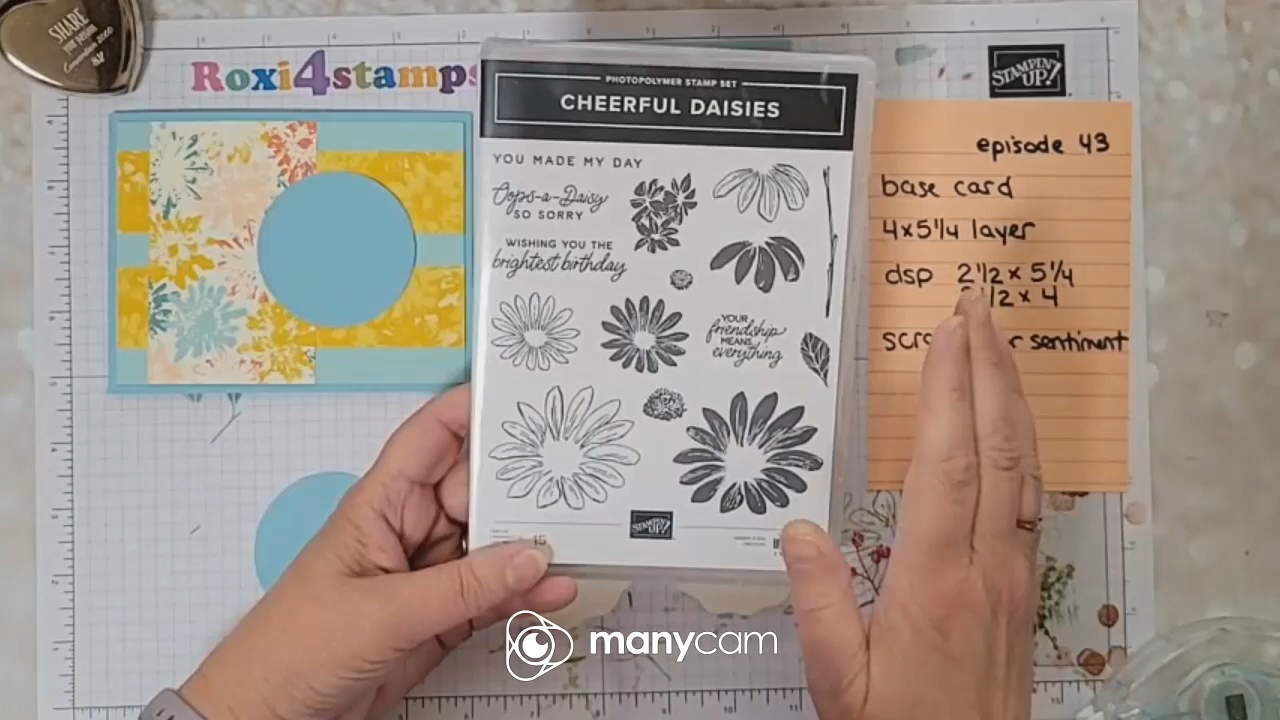 SHARE
Roxi4stamps
STAMPIN' UP!
PHOTOPOLYMER STAMP SET
CHEERFUL DAISIES
YOU MADE MY DAY
Oops-a-Daisy
SO SORRY
WISHING YOU THE
brightest birthday
YOUR
friendship
MEANS
everything
STAMPIN' UP!
15
episode 43
base card
4x5 1/4 layer
dsp 2 1/2 x 5 1/4
1/2 x 4
sentiment
manycam